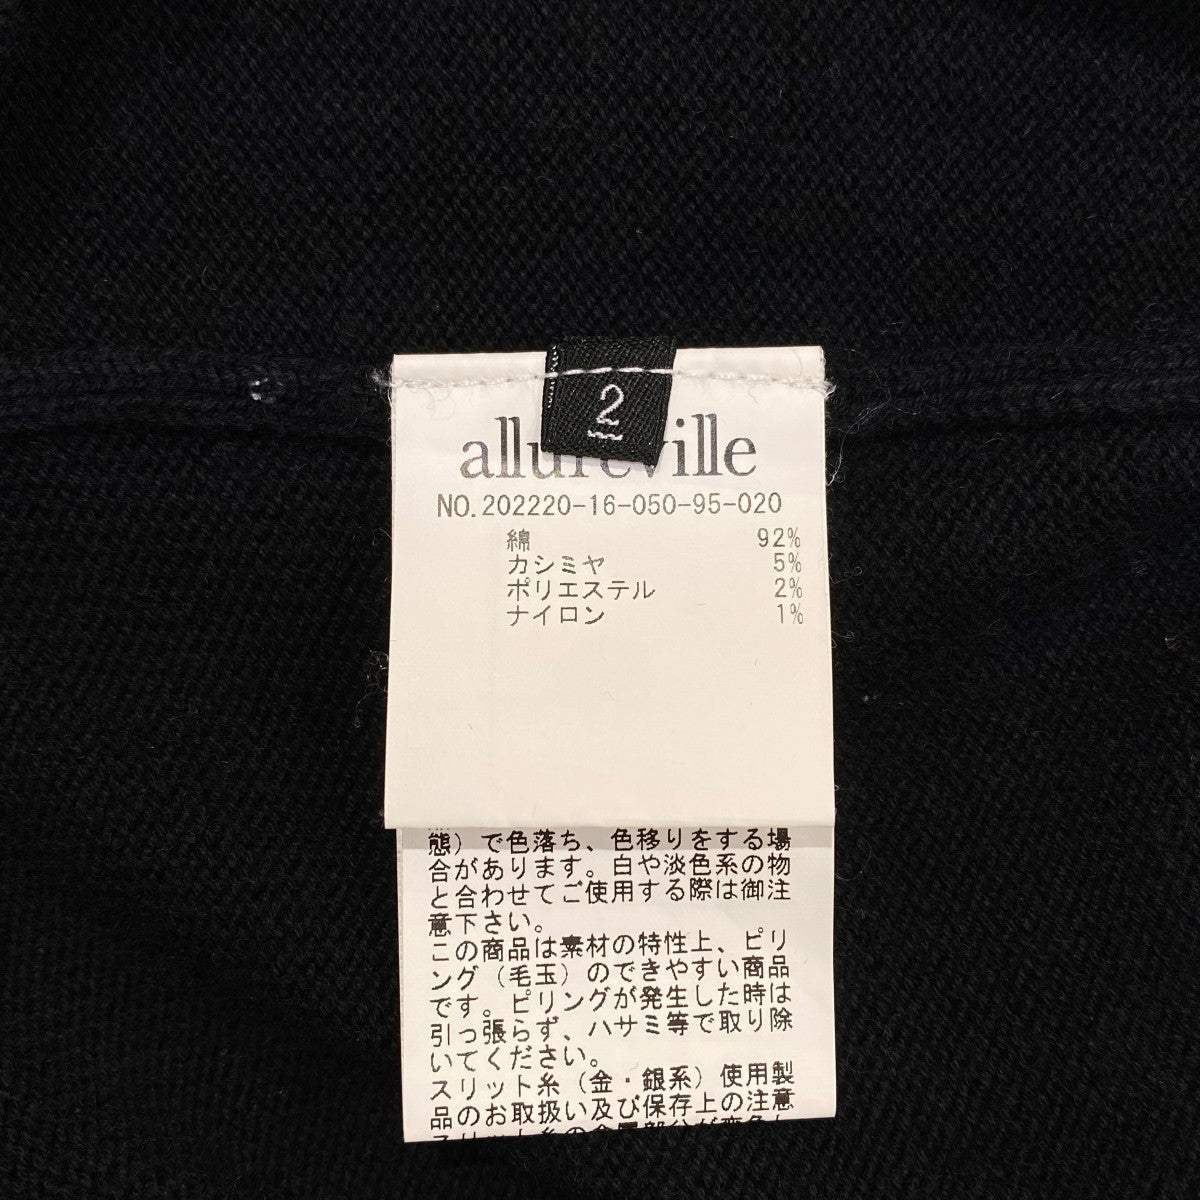 2
allureville
NO.202220-16-050-95-020
綿 92%
カシミヤ 5%
ポリエステル 2%
ナイロン 1%
態）で色落ち、色移りをする場
合があります。白や淡色系の物
と合わせてご使用する際は御注
意下さい。
この商品は素材の特性上、ピリ
ング（毛玉）のできやすい商品
です。ピリングが発生した時は
引っ張らず、ハサミ等で取り除
いてください。
スリット糸（金・銀系）使用製
品のお取扱い及び保存上の注意